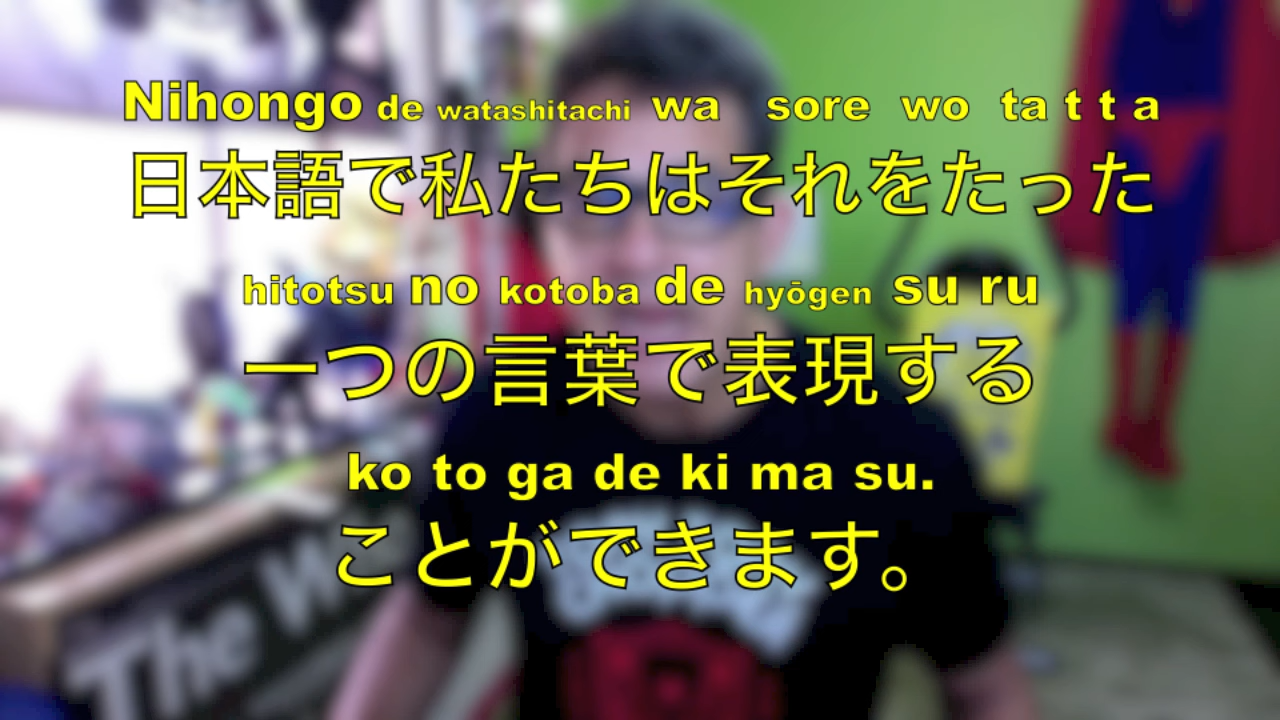 Nihongo de watashitachi wa sore wo ta t t a
日本語で私たちはそれをたった
hitotsu no kotoba de hyōgen su ru
一つの言葉で表現する
ko to ga de ki ma su.
ことができます。
The W